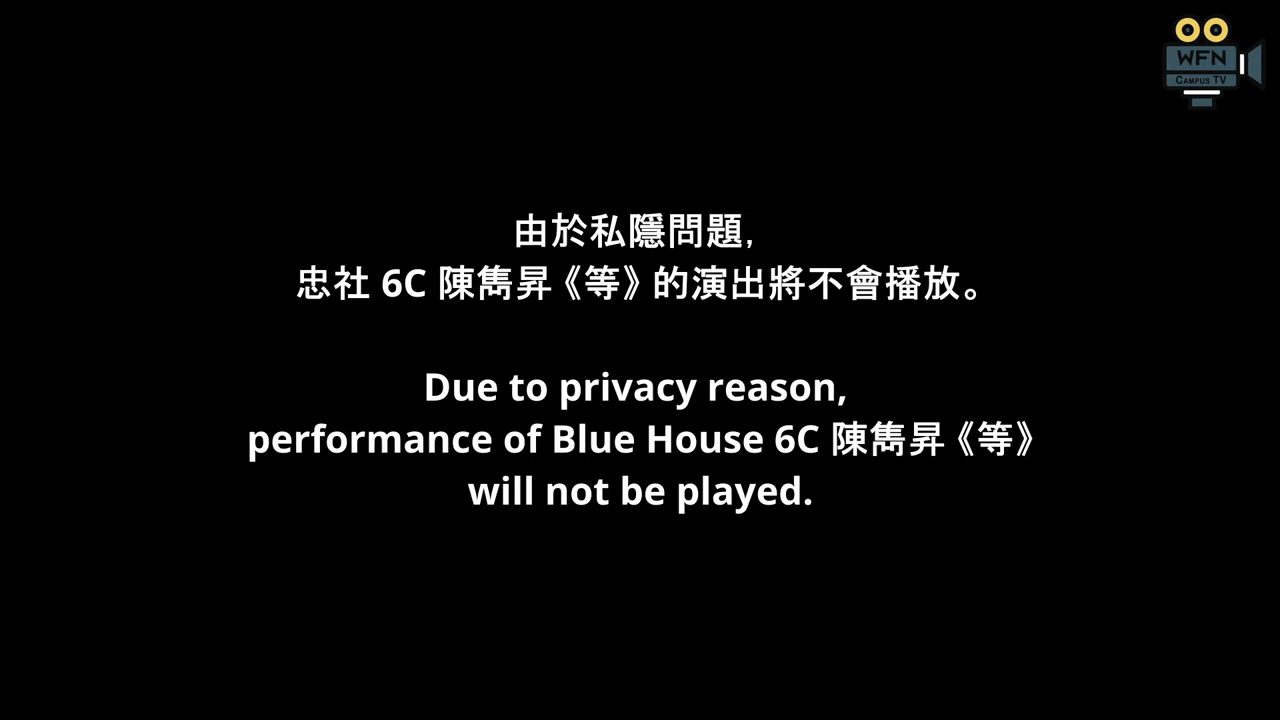 WFN
CAMPUS TV
由於私隱問題,
忠社 6C 陳雋昇《等》的演出將不會播放。
Due to privacy reason,
performance of Blue House 6C 陳雋昇《等》
will not be played.